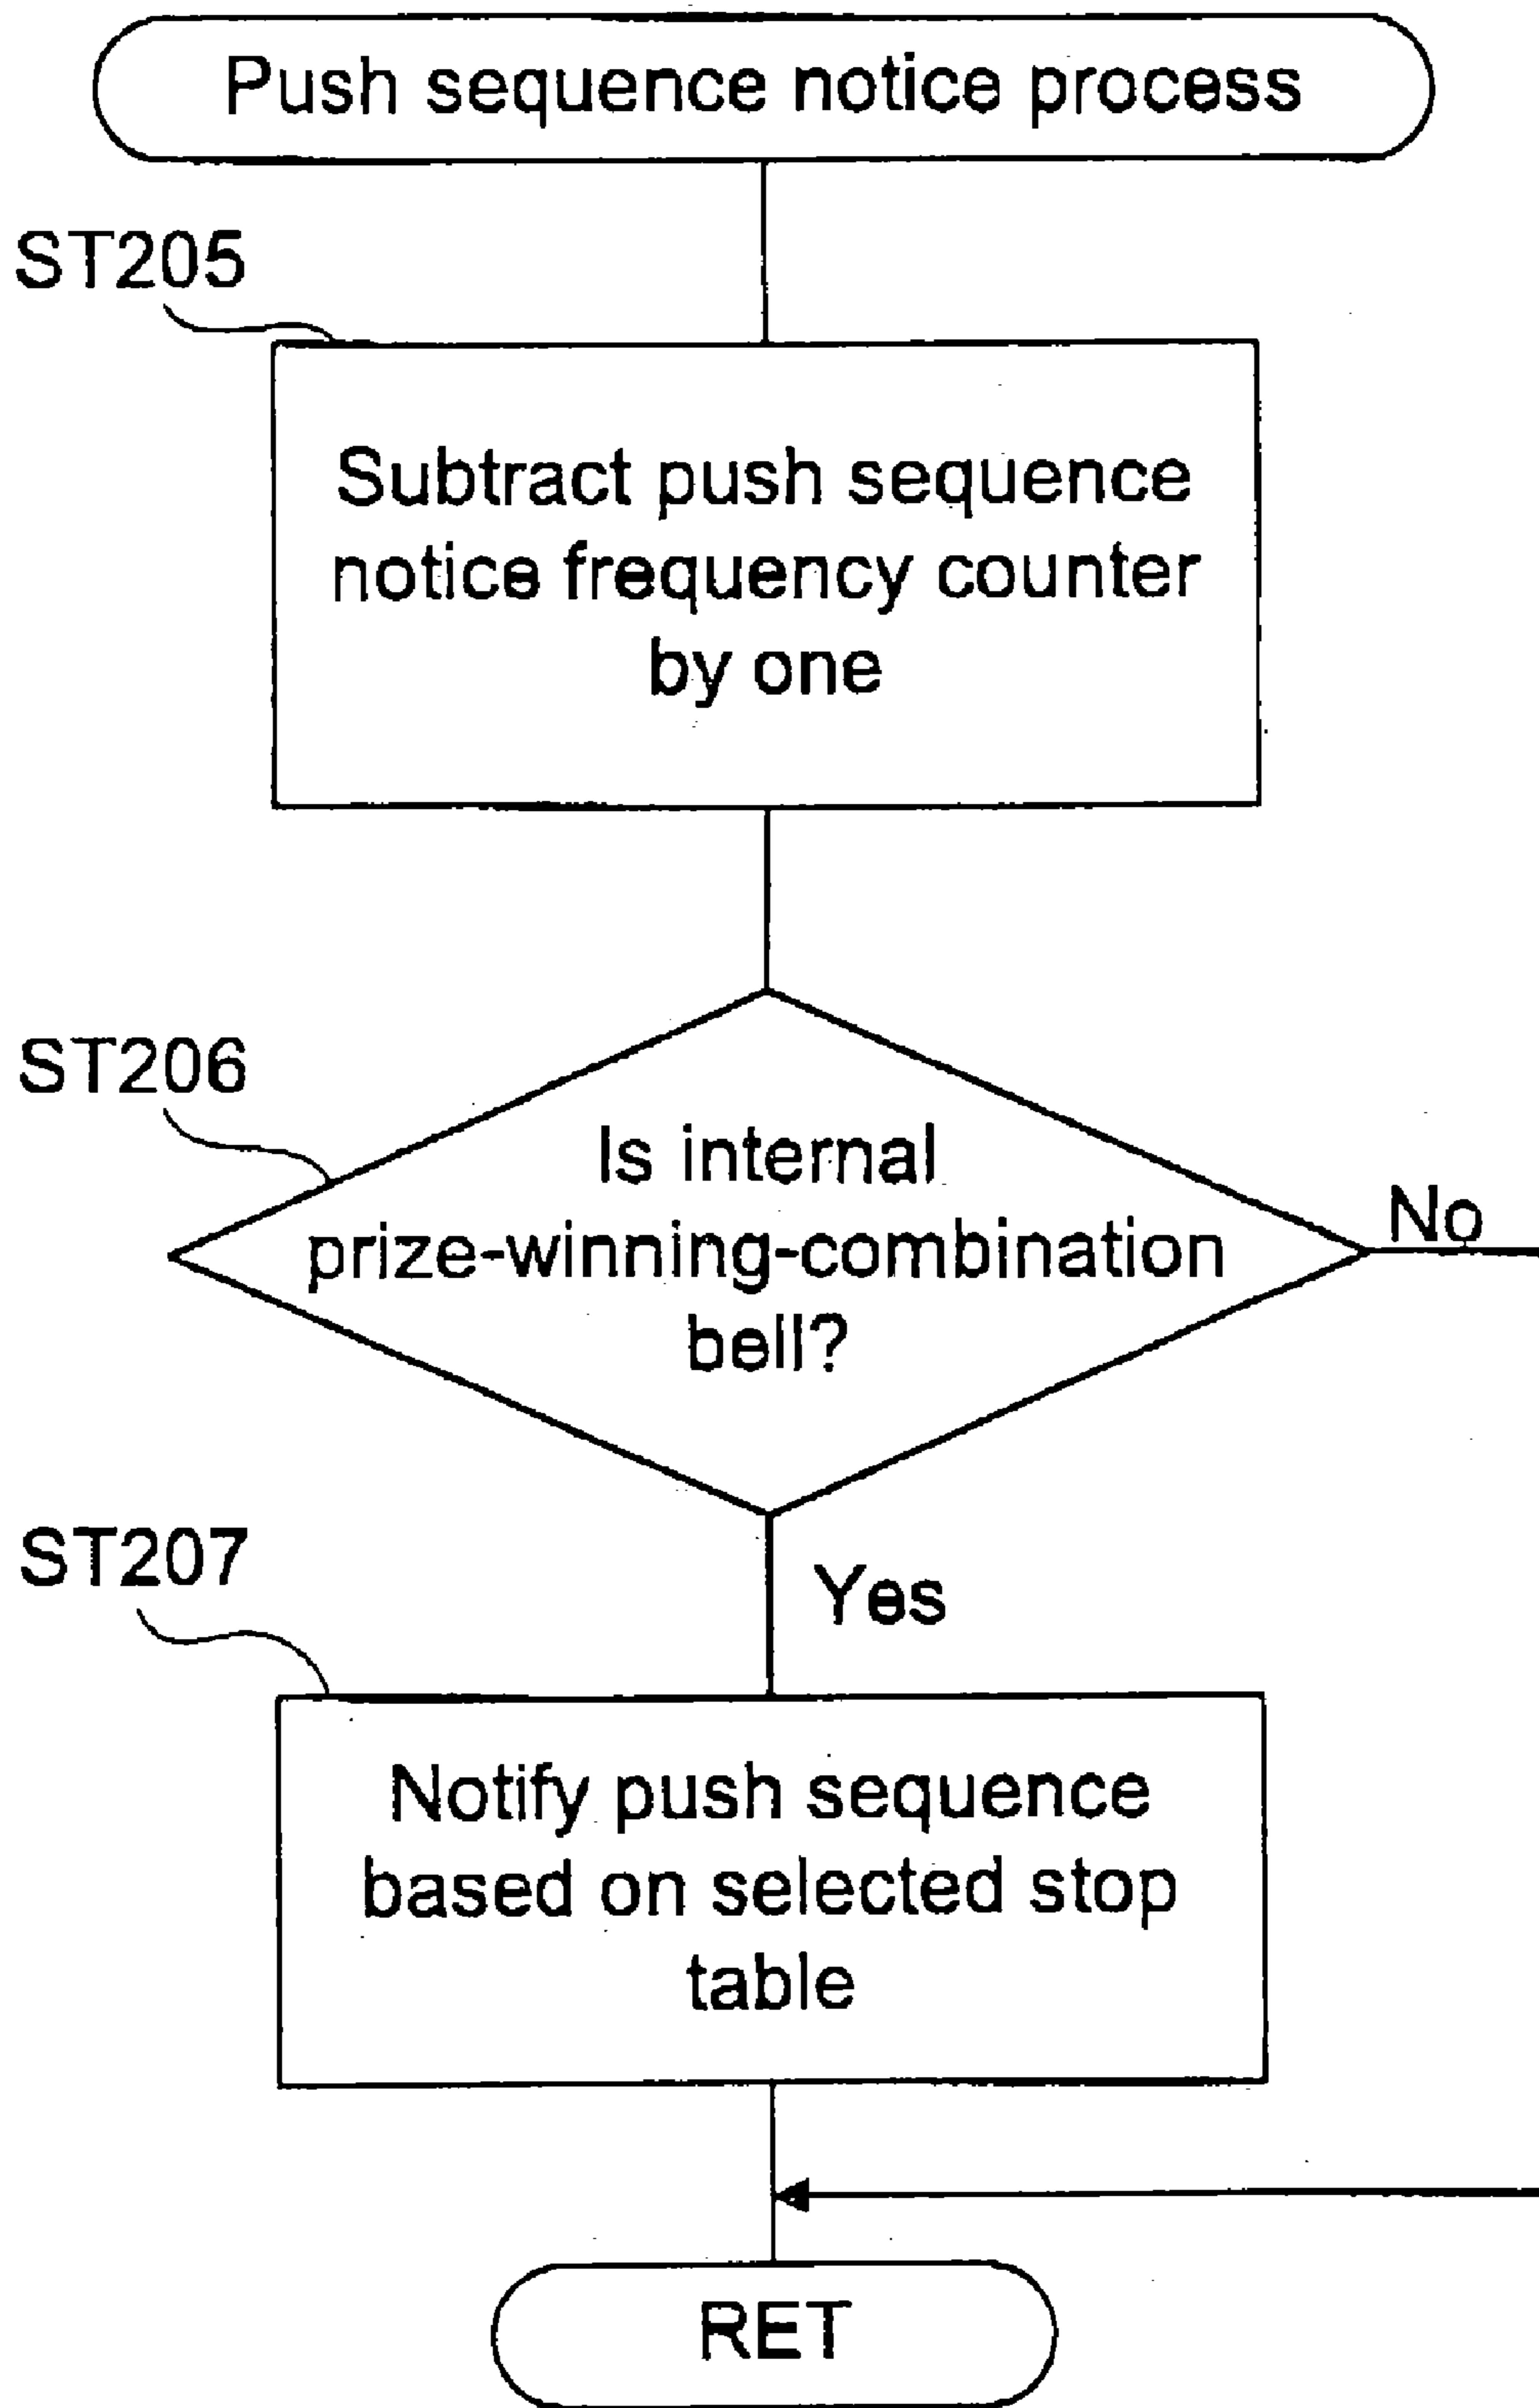 Push sequence notice process
ST205
Subtract push sequence
notice frequency counter
by one
ST206
Is internal
prize-winning-combination
bell?
No
Yes
ST207
Notify push sequence
based on selected stop
table
RET